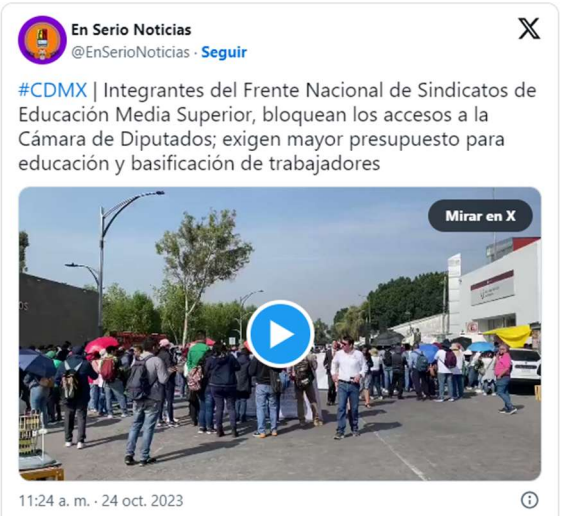 En Serio Noticias
@EnSerioNoticias · Seguir
#CDMX | Integrantes del Frente Nacional de Sindicatos de
Educación Media Superior, bloquean los accesos a la
Cámara de Diputados; exigen mayor presupuesto para
educación y basificación de trabajadores
Mirar en X
11:24 a. m. · 24 oct. 2023